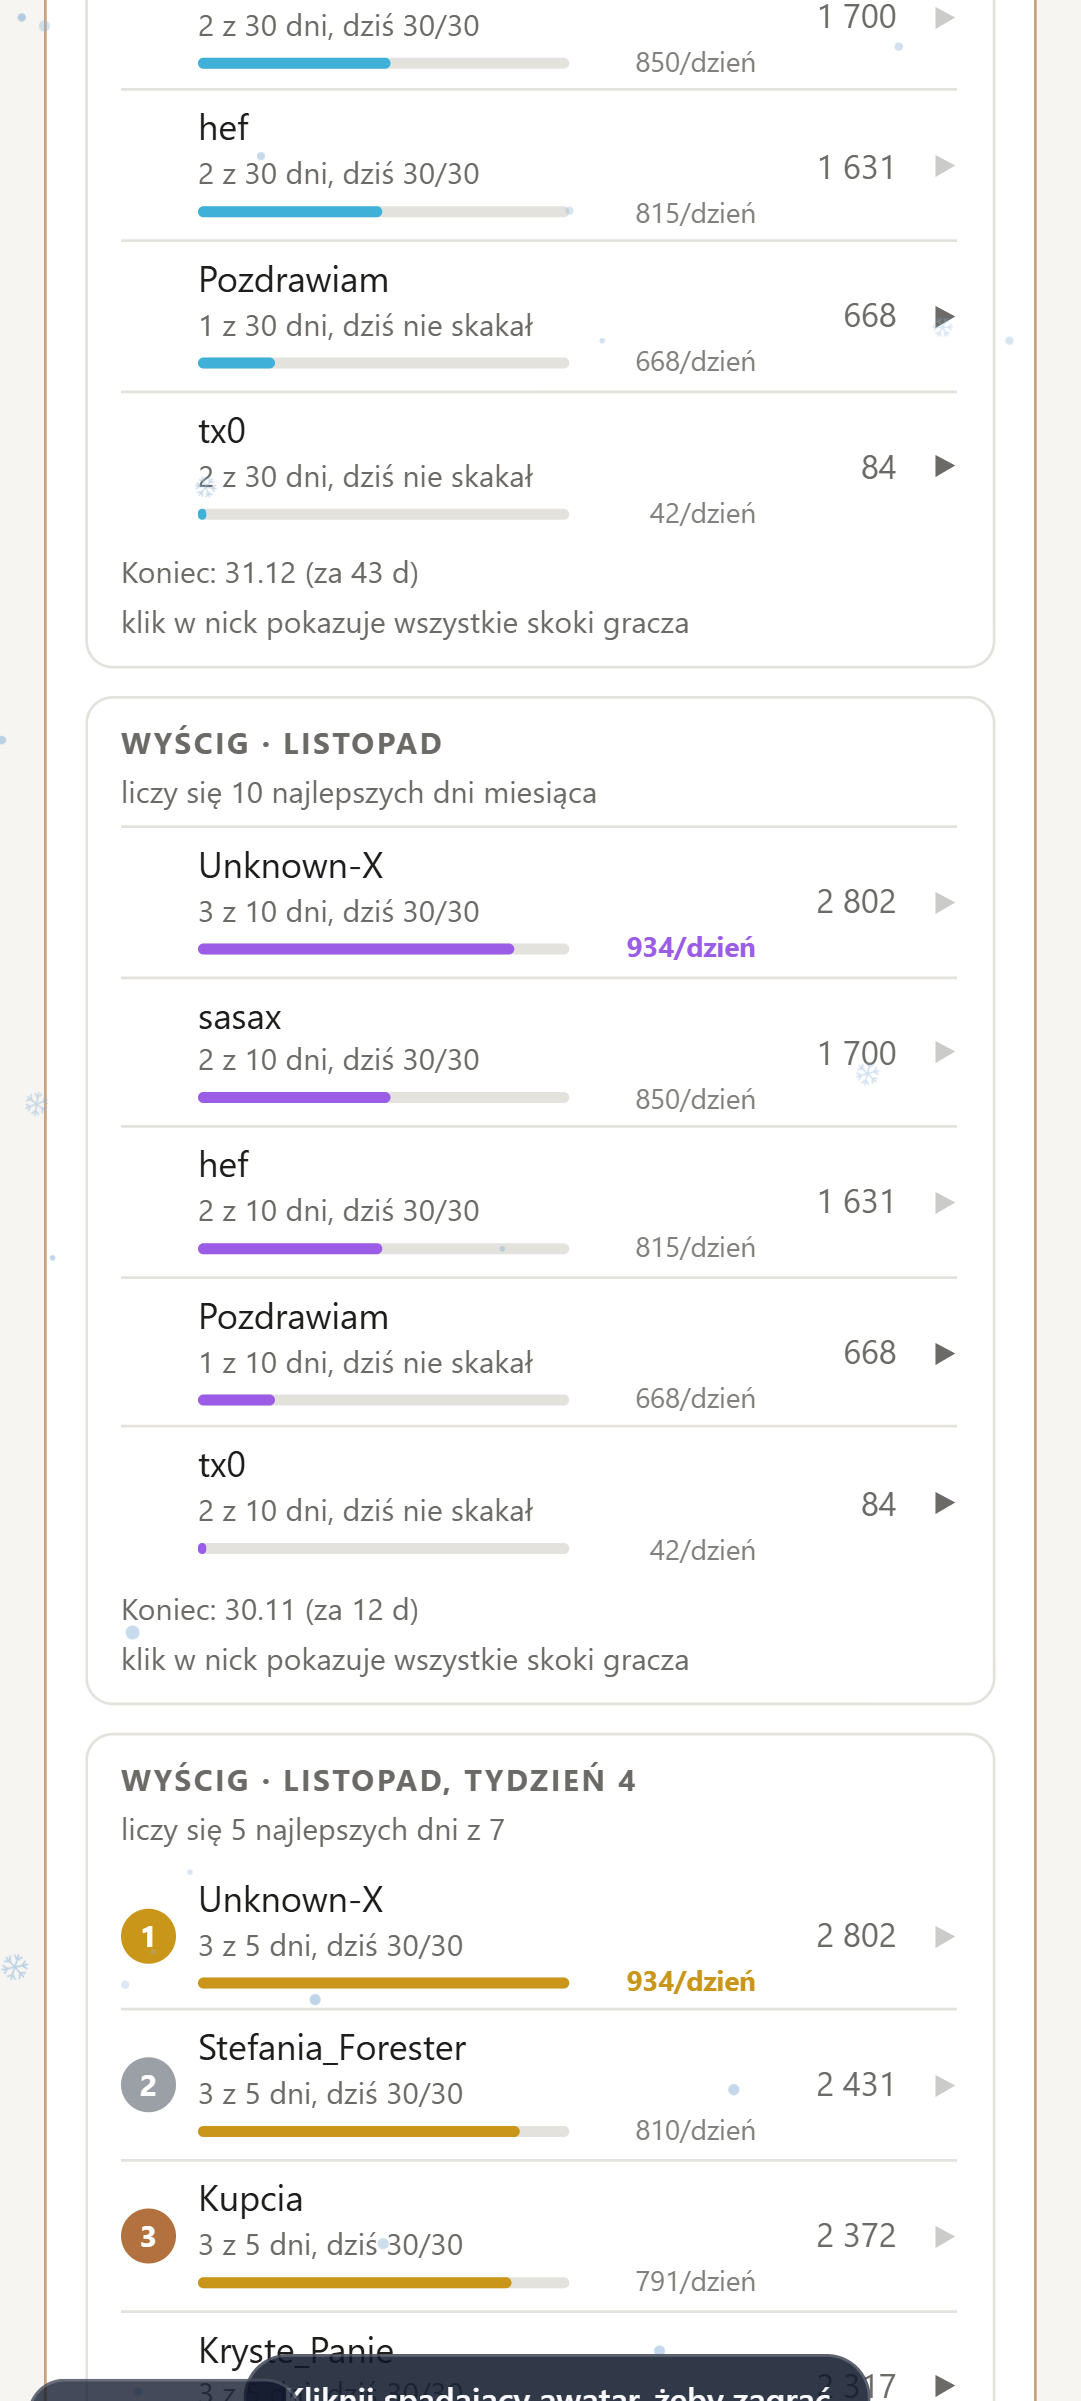 2 z 30 dni, dziś 30/30
1 700
850/dzień
hef
2 z 30 dni, dziś 30/30
1 631
815/dzień
Pozdrawiam
1 z 30 dni, dziś nie skakał
668
668/dzień
tx0
2 z 30 dni, dziś nie skakał
84
42/dzień
Koniec: 31.12 (za 43 d)
klik w nick pokazuje wszystkie skoki gracza
WYŚCIG · LISTOPAD
liczy się 10 najlepszych dni miesiąca
Unknown-X
3 z 10 dni, dziś 30/30
2 802
934/dzień
sasax
2 z 10 dni, dziś 30/30
1 700
850/dzień
hef
2 z 10 dni, dziś 30/30
1 631
815/dzień
Pozdrawiam
1 z 10 dni, dziś nie skakał
668
668/dzień
tx0
2 z 10 dni, dziś nie skakał
84
42/dzień
Koniec: 30.11 (za 12 d)
klik w nick pokazuje wszystkie skoki gracza
WYŚCIG · LISTOPAD, TYDZIEŃ 4
liczy się 5 najlepszych dni z 7
1
Unknown-X
3 z 5 dni, dziś 30/30
2 802
934/dzień
2
Stefania_Forester
3 z 5 dni, dziś 30/30
2 431
810/dzień
3
Kupcia
3 z 5 dni, dziś 30/30
2 372
791/dzień
Kryste_Panie
2 317
Kliknij spadający awatar, żeby zagrać